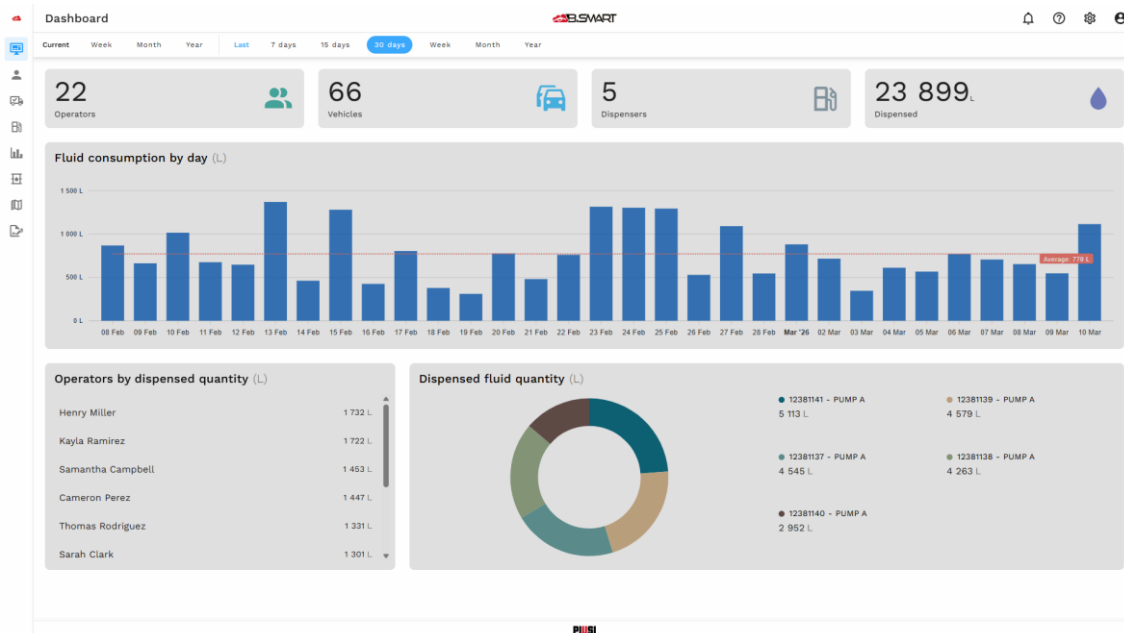 Dashboard
B.SMART
Current Week Month Year Last 7 days 15 days 30 days Week Month Year
22
Operators
66
Vehicles
5
Dispensers
23 899 L
Dispensed
Fluid consumption by day (L)
1 500 L
1 000 L
500 L
0 L
Average: 770 L
08 Feb 09 Feb 10 Feb 11 Feb 12 Feb 13 Feb 14 Feb 15 Feb 16 Feb 17 Feb 18 Feb 19 Feb 20 Feb 21 Feb 22 Feb 23 Feb 24 Feb 25 Feb 26 Feb 27 Feb 28 Feb Mar '26 02 Mar 03 Mar 04 Mar 05 Mar 06 Mar 07 Mar 08 Mar 09 Mar 10 Mar
Operators by dispensed quantity (L)
Henry Miller 1 732 L
Kayla Ramirez 1 722 L
Samantha Campbell 1 453 L
Cameron Perez 1 447 L
Thomas Rodriguez 1 331 L
Sarah Clark 1 301 L
Dispensed fluid quantity (L)
12381141 - PUMP A
5 113 L
12381139 - PUMP A
4 579 L
12381137 - PUMP A
4 545 L
12381138 - PUMP A
4 263 L
12381140 - PUMP A
2 952 L
PIUSI